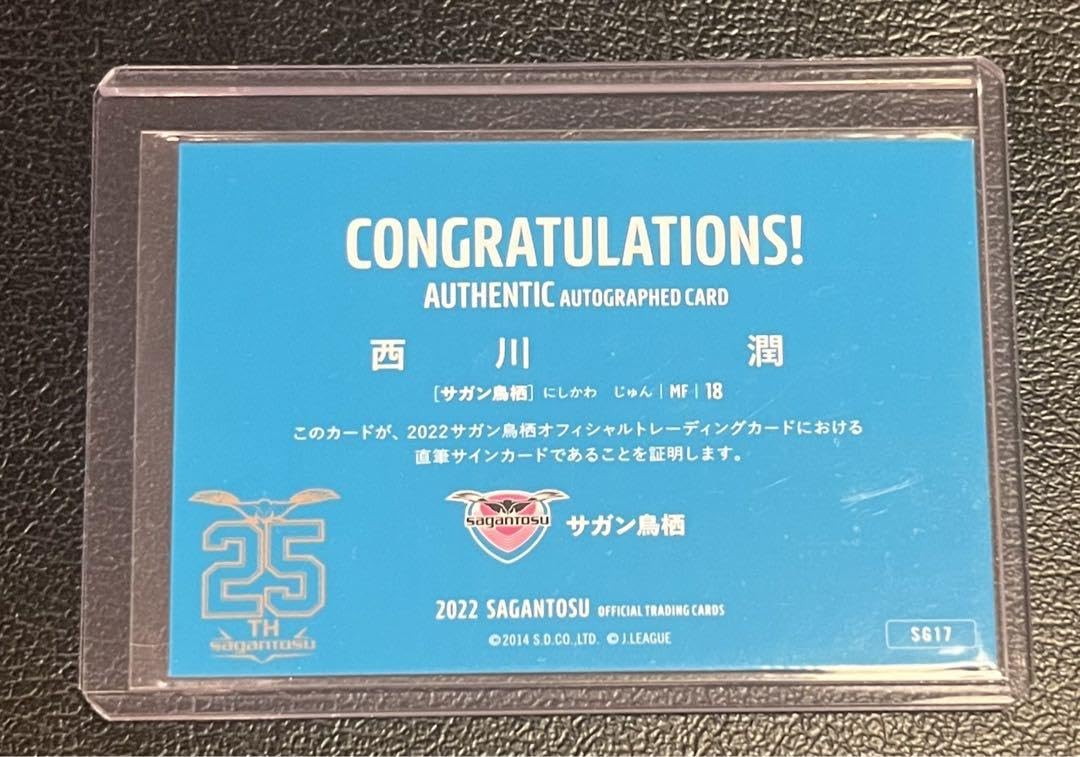 CONGRATULATIONS!
AUTHENTIC AUTOGRAPHED CARD
西川 潤
[サガン鳥栖] にしかわ じゅん | MF | 18
このカードが、2022サガン鳥栖オフィシャルトレーディングカードにおける
直筆サインカードであることを証明します。
sagantosu サガン鳥栖
25
TH
sagantosu
2022 SAGANTOSU OFFICIAL TRADING CARDS
©2014 S.D.CO.,LTD. © J.LEAGUE
SG17